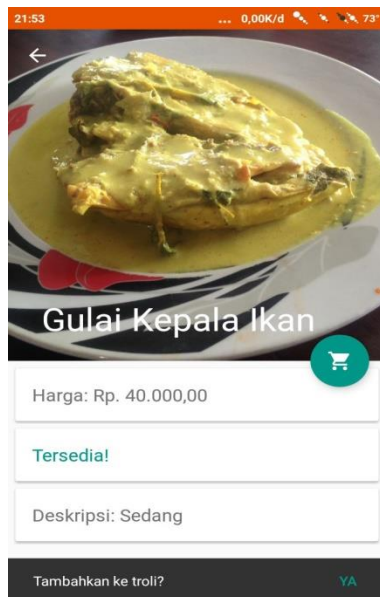 21:53
... 0,00K/d 73°
Gulai Kepala Ikan
Harga: Rp. 40.000,00
Tersedia!
Deskripsi: Sedang
Tambahkan ke troli? YA